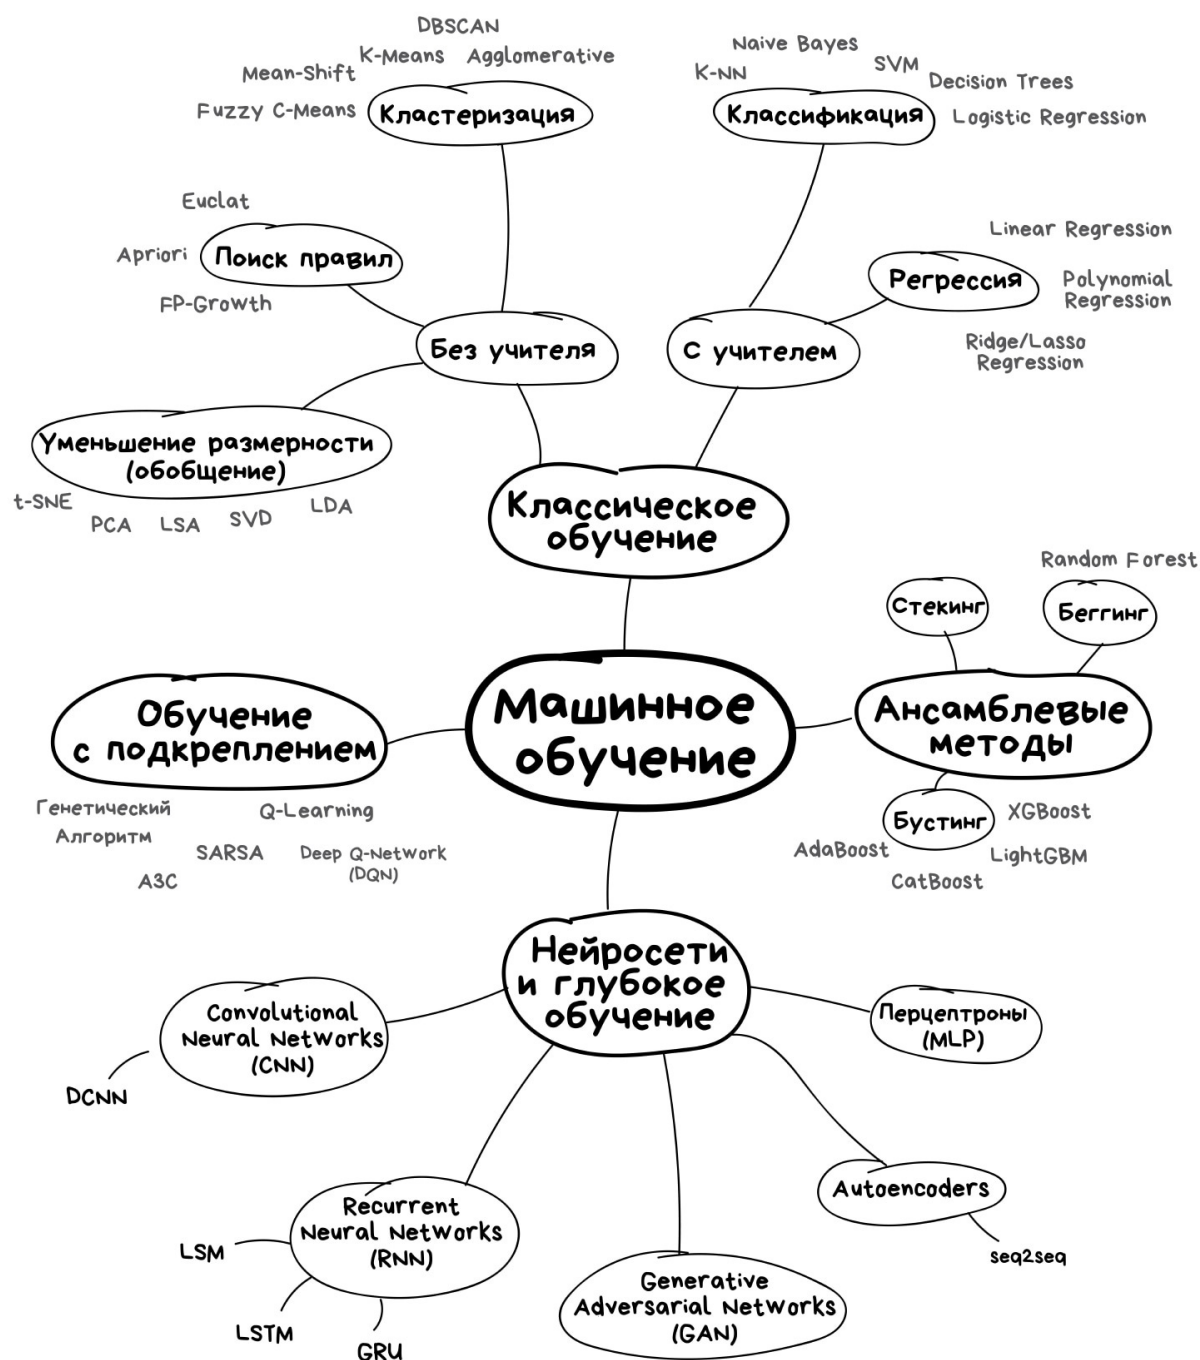 DBSCAN
K-Means
Agglomerative
Mean-Shift
Fuzzy C-Means
Кластеризация
Naive Bayes
K-NN
SVM
Decision Trees
Классификация
Logistic Regression
Euclat
Apriori
Поиск правил
FP-Growth
Linear Regression
Регрессия
Polynomial
Regression
Ridge/Lasso
Regression
Без учителя
С учителем
Уменьшение размерности
(обобщение)
t-SNE
PCA
LSA
SVD
LDA
Классическое
обучение
Random Forest
Стекинг
Беггинг
Машинное
обучение
Ансамблевые
методы
Обучение
с подкреплением
Генетический
Алгоритм
Q-Learning
SARSA
Deep Q-Network
(DQN)
A3C
Бустинг
XGBoost
AdaBoost
LightGBM
CatBoost
Нейросети
и глубокое
обучение
Convolutional
Neural Networks
(CNN)
DCNN
Перцептроны
(MLP)
Autoencoders
seq2seq
Recurrent
Neural Networks
(RNN)
LSM
LSTM
GRU
Generative
Adversarial Networks
(GAN)